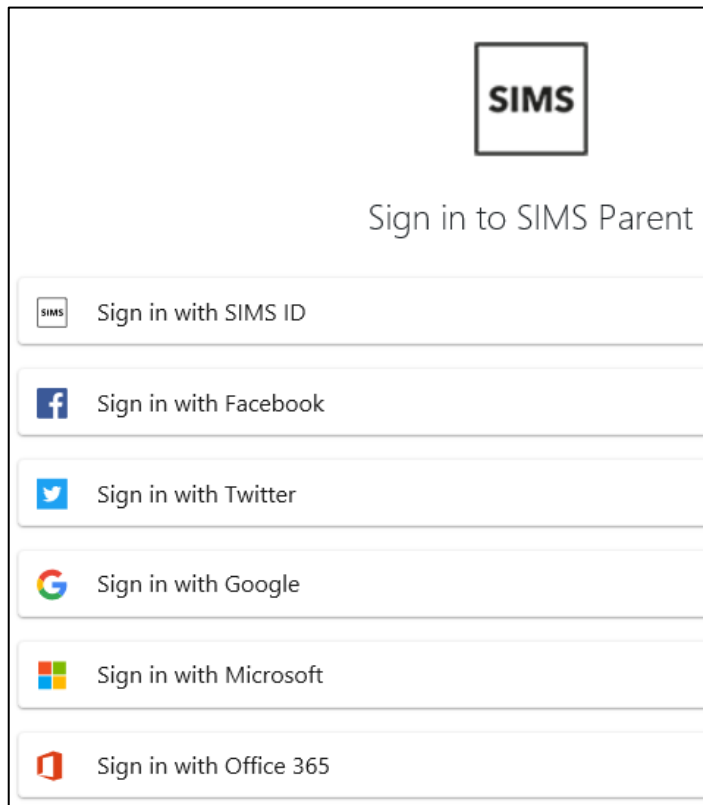 SIMS
Sign in to SIMS Parent
SIMS Sign in with SIMS ID
Sign in with Facebook
Sign in with Twitter
Sign in with Google
Sign in with Microsoft
Sign in with Office 365